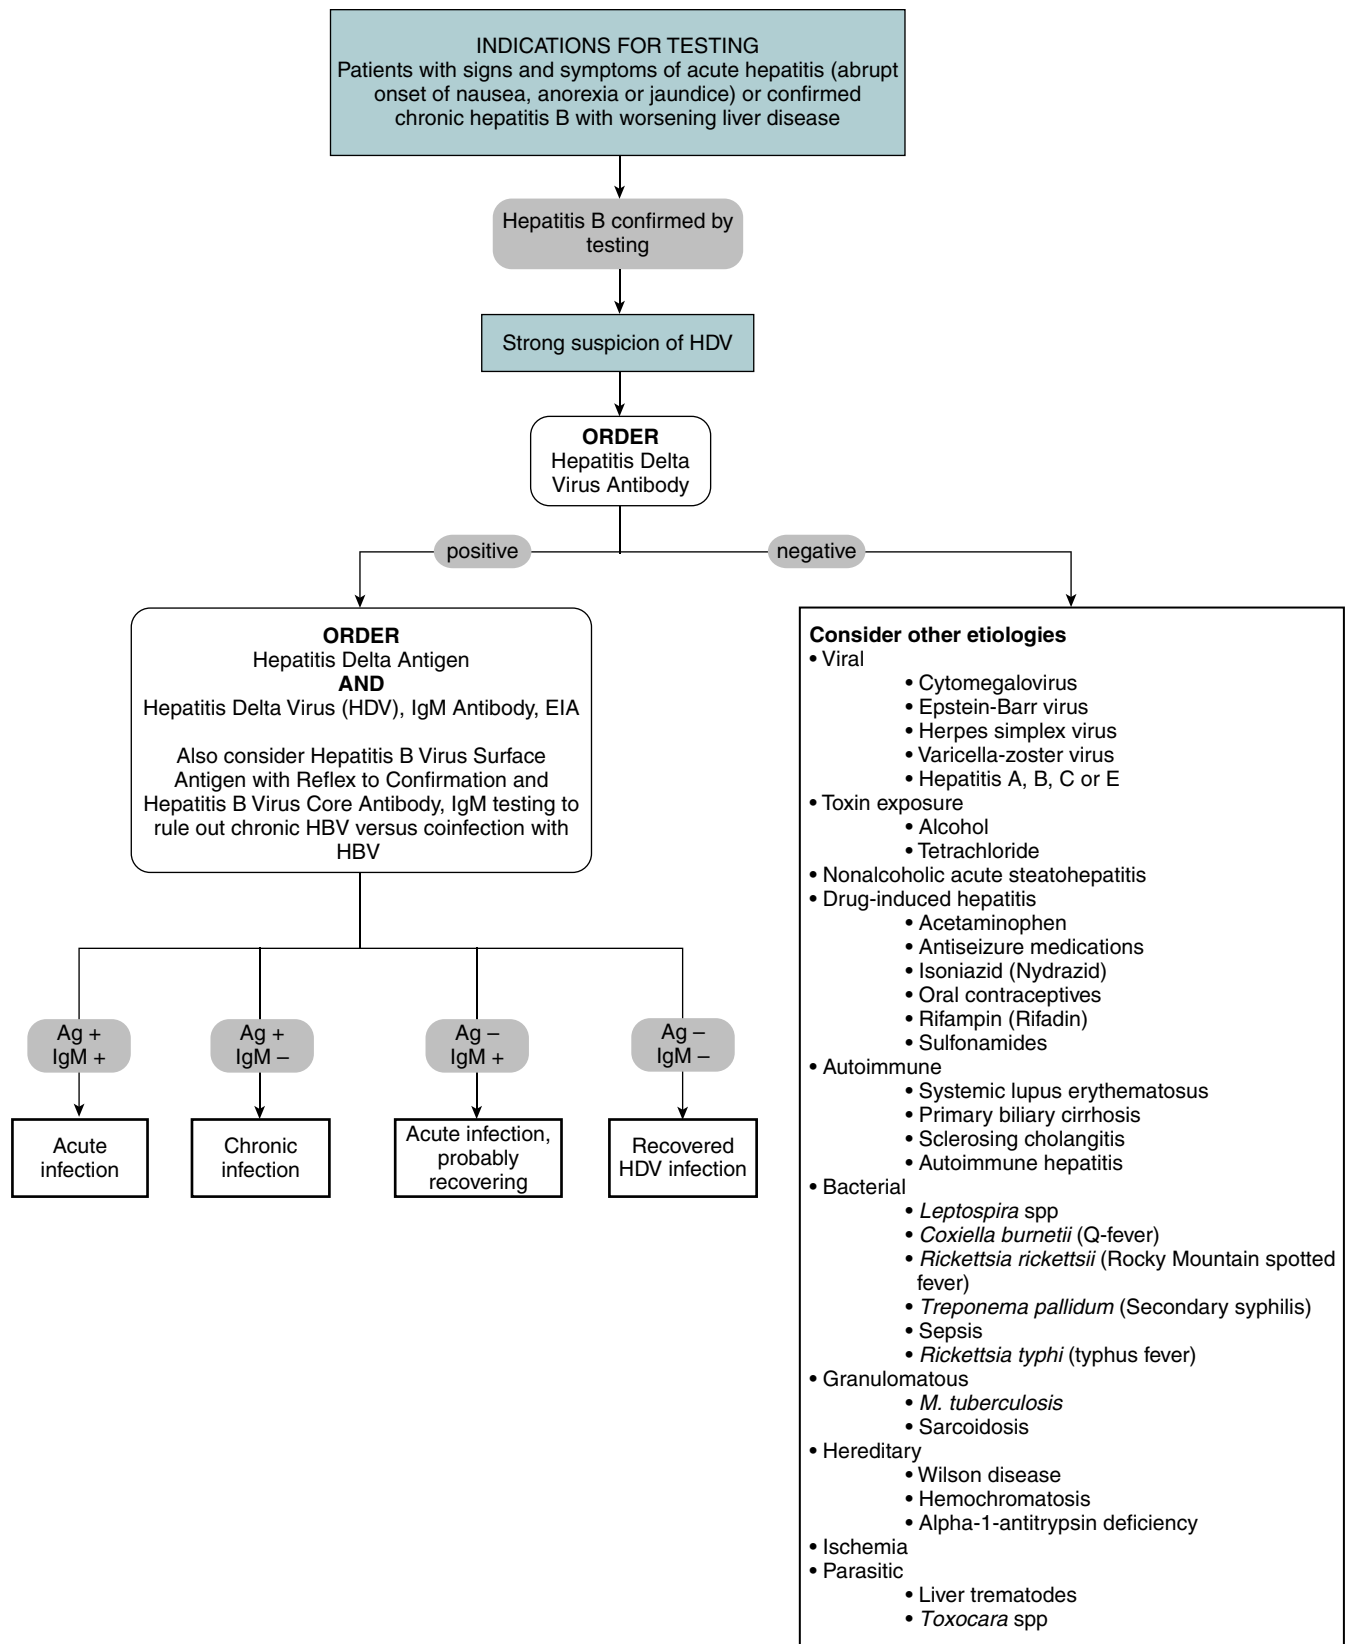 INDICATIONS FOR TESTING
Patients with signs and symptoms of acute hepatitis (abrupt
onset of nausea, anorexia or jaundice) or confirmed
chronic hepatitis B with worsening liver disease
Hepatitis B confirmed by
testing
Strong suspicion of HDV
ORDER
Hepatitis Delta
Virus Antibody
positive
negative
ORDER
Hepatitis Delta Antigen
AND
Hepatitis Delta Virus (HDV), IgM Antibody, EIA
Also consider Hepatitis B Virus Surface
Antigen with Reflex to Confirmation and
Hepatitis B Virus Core Antibody, IgM testing to
rule out chronic HBV versus coinfection with
HBV
Ag +
IgM +
Ag +
IgM –
Ag –
IgM +
Ag –
IgM –
Acute
infection
Chronic
infection
Acute infection,
probably
recovering
Recovered
HDV infection
Consider other etiologies
• Viral
• Cytomegalovirus
• Epstein-Barr virus
• Herpes simplex virus
• Varicella-zoster virus
• Hepatitis A, B, C or E
• Toxin exposure
• Alcohol
• Tetrachloride
• Nonalcoholic acute steatohepatitis
• Drug-induced hepatitis
• Acetaminophen
• Antiseizure medications
• Isoniazid (Nydrazid)
• Oral contraceptives
• Rifampin (Rifadin)
• Sulfonamides
• Autoimmune
• Systemic lupus erythematosus
• Primary biliary cirrhosis
• Sclerosing cholangitis
• Autoimmune hepatitis
• Bacterial
• Leptospira spp
• Coxiella burnetii (Q-fever)
• Rickettsia rickettsii (Rocky Mountain spotted
fever)
• Treponema pallidum (Secondary syphilis)
• Sepsis
• Rickettsia typhi (typhus fever)
• Granulomatous
• M. tuberculosis
• Sarcoidosis
• Hereditary
• Wilson disease
• Hemochromatosis
• Alpha-1-antitrypsin deficiency
• Ischemia
• Parasitic
• Liver trematodes
• Toxocara spp